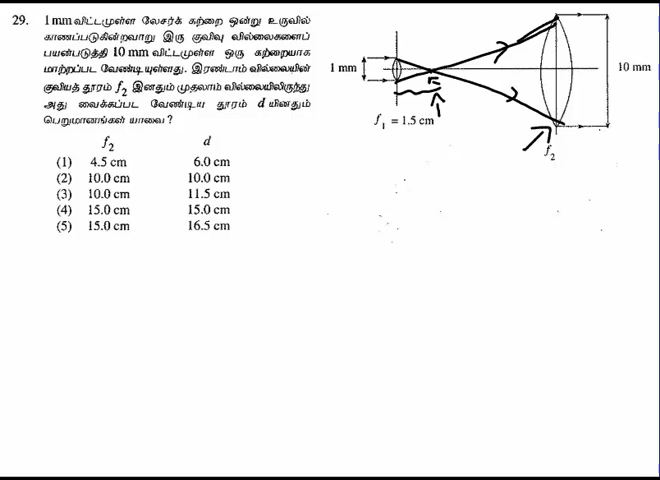 29. 1 mm விட்டமுள்ள லேசர்க் கற்றை ஒன்று உருவில்
காணப்படுகின்றவாறு இரு குவிவு வில்லைகளைப்
பயன்படுத்தி 10 mm விட்டமுள்ள ஒரு கற்றையாக
மாற்றப்பட வேண்டியுள்ளது. இரண்டாம் வில்லையின்
குவியத் தூரம் f₂ இனதும் முதலாம் வில்லையிலிருந்து
அது வைக்கப்பட வேண்டிய தூரம் d யினதும்
பெறுமானங்கள் யாவை ?
f₂ d
(1) 4.5 cm 6.0 cm
(2) 10.0 cm 10.0 cm
(3) 10.0 cm 11.5 cm
(4) 15.0 cm 15.0 cm
(5) 15.0 cm 16.5 cm
1 mm
10 mm
f₁ = 1.5 cm
f₂